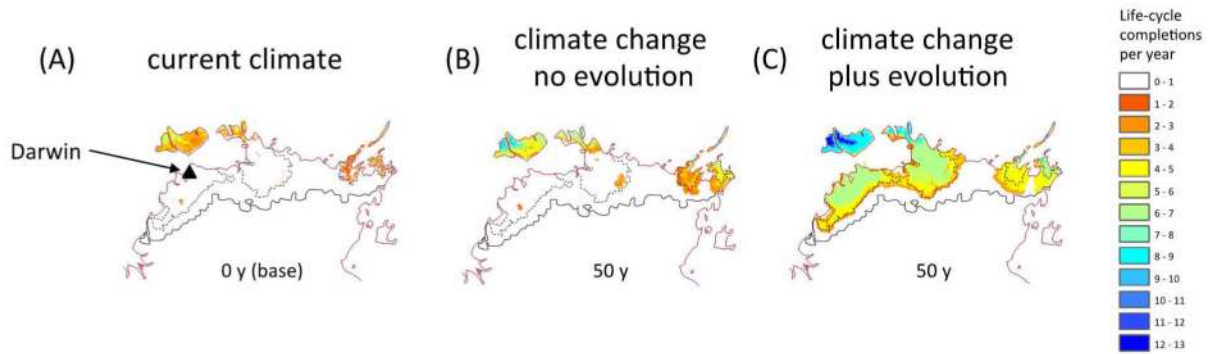 (A) current climate
Darwin
0 y (base)
(B) climate change
no evolution
50 y
(C) climate change
plus evolution
50 y
Life-cycle
completions
per year
0 - 1
1 - 2
2 - 3
3 - 4
4 - 5
5 - 6
6 - 7
7 - 8
8 - 9
9 - 10
10 - 11
11 - 12
12 - 13